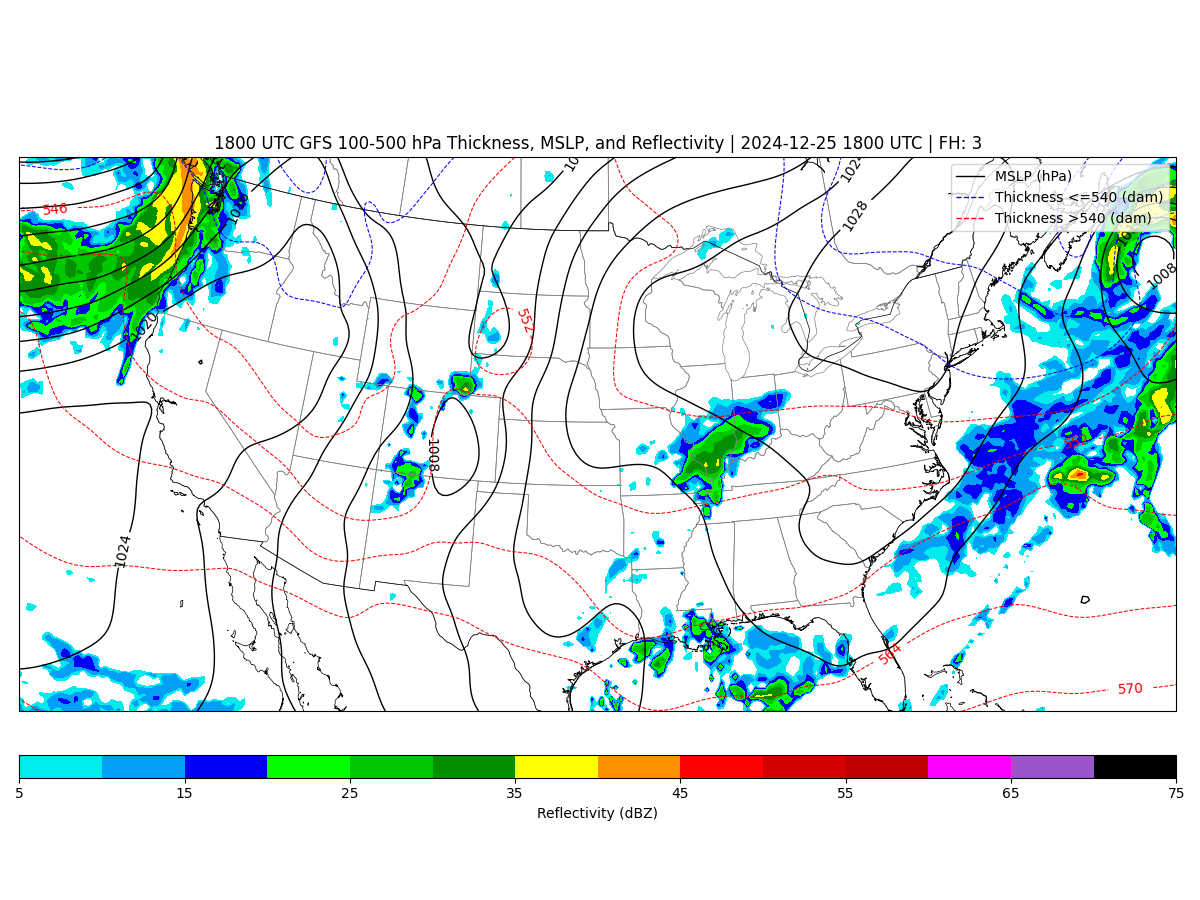 1800 UTC GFS 100-500 hPa Thickness, MSLP, and Reflectivity | 2024-12-25 1800 UTC | FH: 3
MSLP (hPa)
Thickness <=540 (dam)
Thickness >540 (dam)
546
1028
1008
1020
552
1008
1024
564
570
5 15 25 35 45 55 65 75
Reflectivity (dBZ)